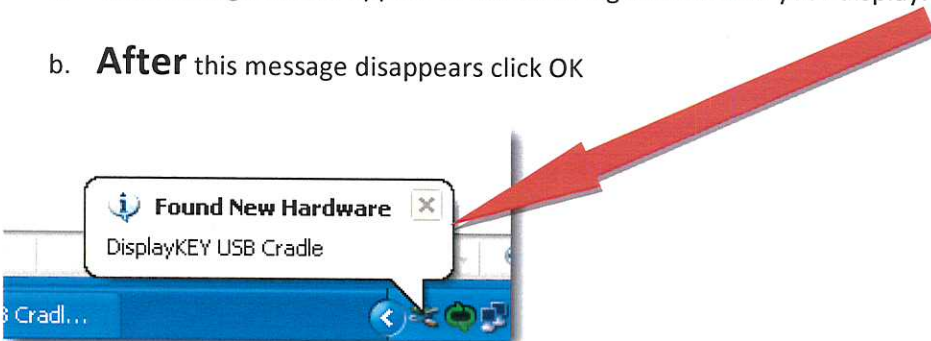 b. After this message disappears click OK
Found New Hardware
DisplayKEY USB Cradle
Cradl...